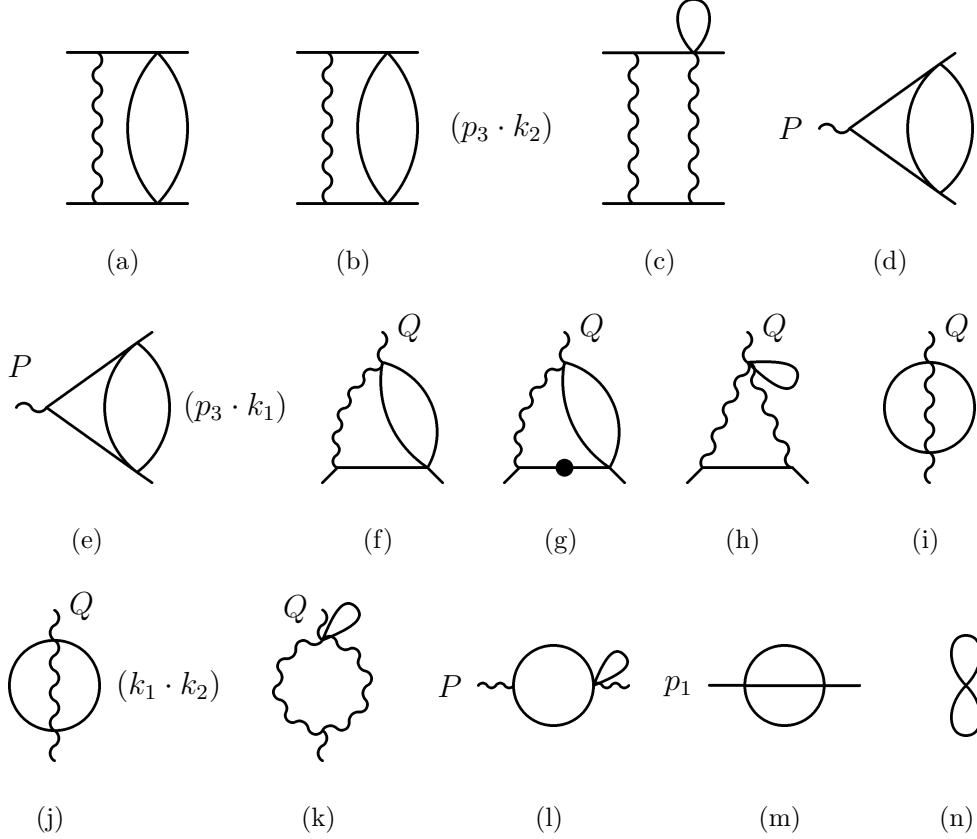 (p₃ · k₂)
P
(a) (b) (c) (d)
Q Q Q Q
P
(p₃ · k₁)
(e) (f) (g) (h) (i)
Q Q
(k₁ · k₂) P p₁
(j) (k) (l) (m) (n)